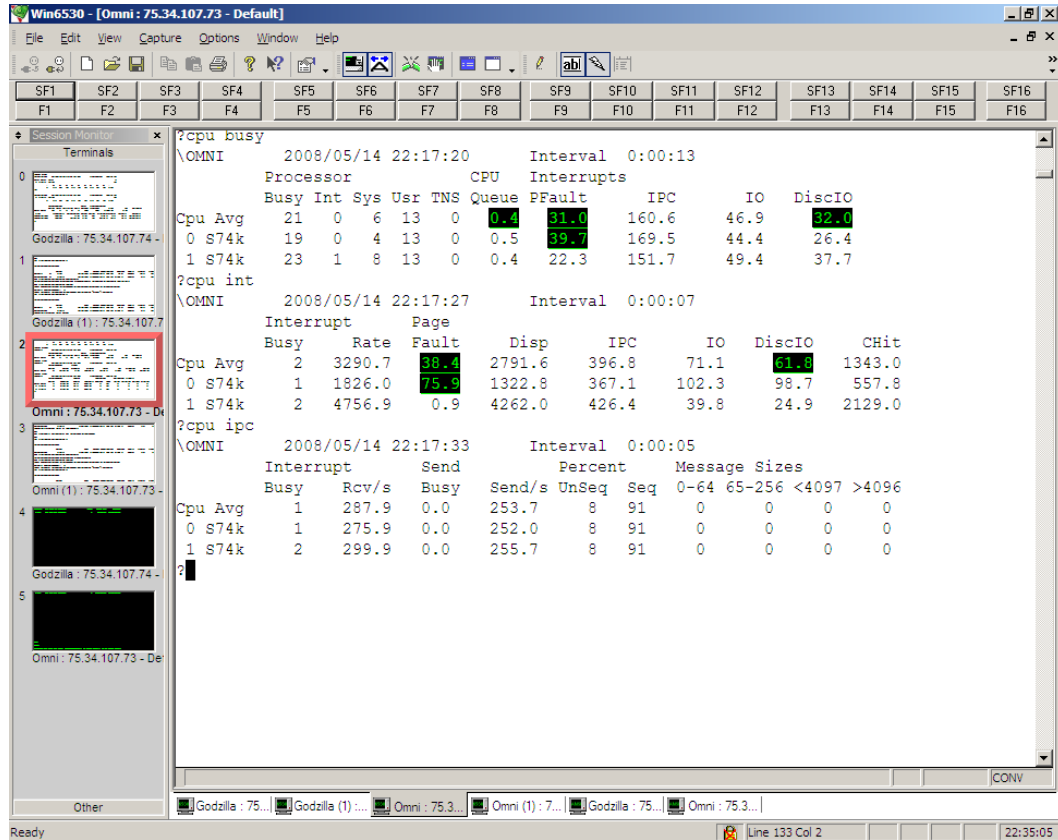 Win6530 - [Omni : 75.34.107.73 - Default]
File Edit View Capture Options Window Help
abl
SF1 SF2 SF3 SF4 SF5 SF6 SF7 SF8 SF9 SF10 SF11 SF12 SF13 SF14 SF15 SF16
F1 F2 F3 F4 F5 F6 F7 F8 F9 F10 F11 F12 F13 F14 F15 F16
Session Monitor
Terminals
0
Godzilla : 75.34.107.74 -
1
Godzilla (1) : 75.34.107.7
2
Omni : 75.34.107.73 - De
3
Omni (1) : 75.34.107.73 -
4
Godzilla : 75.34.107.74 -
5
Omni : 75.34.107.73 - De
Other
?cpu busy
\OMNI 2008/05/14 22:17:20 Interval 0:00:13
Processor CPU Interrupts
Busy Int Sys Usr TNS Queue PFault IPC IO DiscIO
Cpu Avg 21 0 6 13 0 0.4 31.0 160.6 46.9 32.0
0 S74k 19 0 4 13 0 0.5 39.7 169.5 44.4 26.4
1 S74k 23 1 8 13 0 0.4 22.3 151.7 49.4 37.7
?cpu int
\OMNI 2008/05/14 22:17:27 Interval 0:00:07
Interrupt Page
Busy Rate Fault Disp IPC IO DiscIO CHit
Cpu Avg 2 3290.7 38.4 2791.6 396.8 71.1 61.8 1343.0
0 S74k 1 1826.0 75.9 1322.8 367.1 102.3 98.7 557.8
1 S74k 2 4756.9 0.9 4262.0 426.4 39.8 24.9 2129.0
?cpu ipc
\OMNI 2008/05/14 22:17:33 Interval 0:00:05
Interrupt Send Percent Message Sizes
Busy Rcv/s Busy Send/s UnSeq Seq 0-64 65-256 <4097 >4096
Cpu Avg 1 287.9 0.0 253.7 8 91 0 0 0 0
0 S74k 1 275.9 0.0 252.0 8 91 0 0 0 0
1 S74k 2 299.9 0.0 255.7 8 91 0 0 0 0
?
CONV
Godzilla : 75... Godzilla (1) :... Omni : 75.3... Omni (1) : 7... Godzilla : 75... Omni : 75.3...
Ready Line 133 Col 2 22:35:05